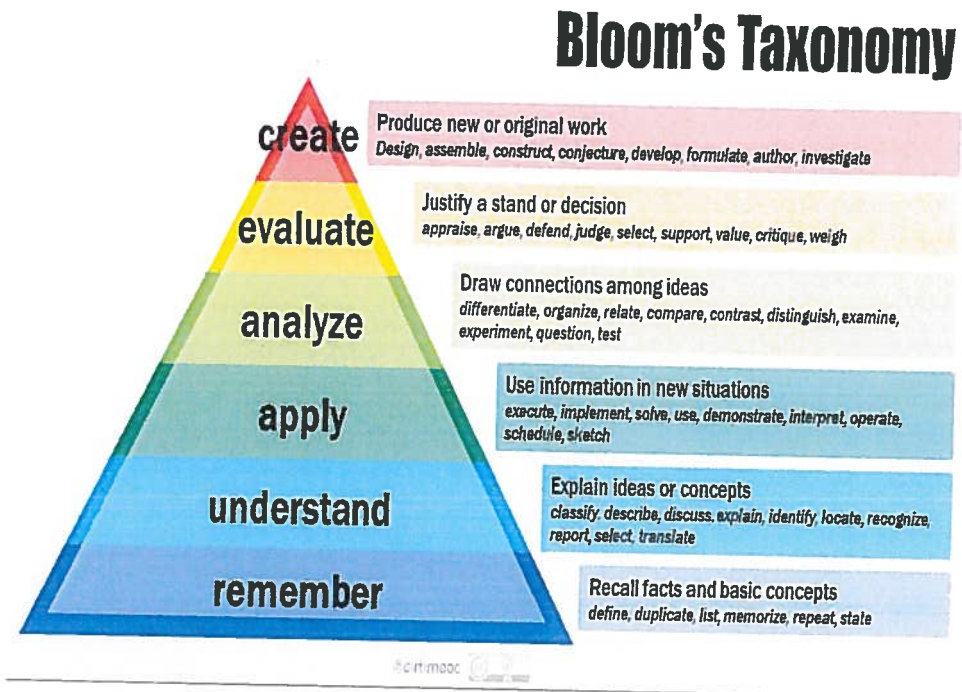 Bloom's Taxonomy
create
Produce new or original work
Design, assemble, construct, conjecture, develop, formulate, author, investigate
evaluate
Justify a stand or decision
appraise, argue, defend, judge, select, support, value, critique, weigh
analyze
Draw connections among ideas
differentiate, organize, relate, compare, contrast, distinguish, examine,
experiment, question, test
apply
Use information in new situations
execute, implement, solve, use, demonstrate, interpret, operate,
schedule, sketch
understand
Explain ideas or concepts
classify, describe, discuss, explain, identify, locate, recognize,
report, select, translate
remember
Recall facts and basic concepts
define, duplicate, list, memorize, repeat, state